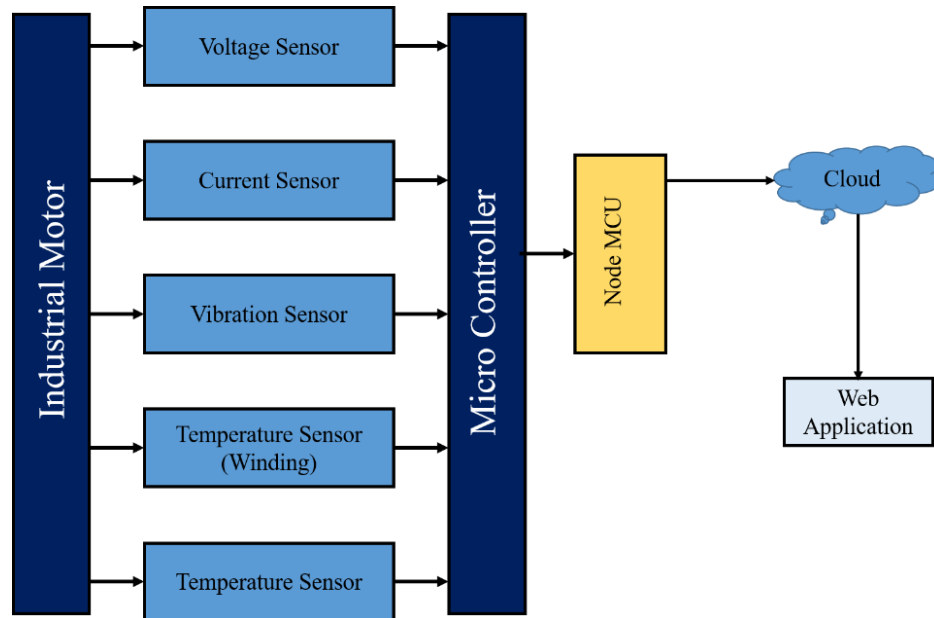 Industrial Motor
Voltage Sensor
Current Sensor
Vibration Sensor
Temperature Sensor
(Winding)
Temperature Sensor
Micro Controller
Node MCU
Cloud
Web
Application